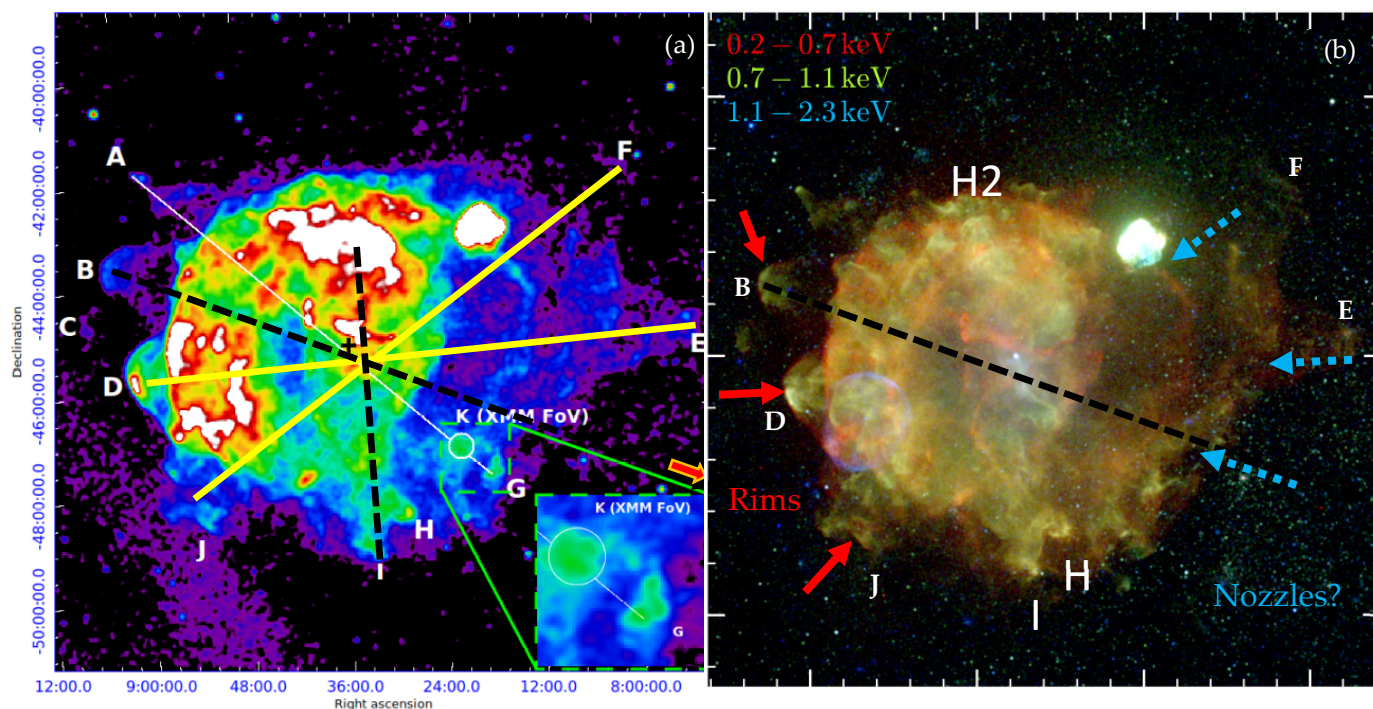 (a)
A
B
C
D
E
F
G
H
I
J
K (XMM FoV)
K (XMM FoV)
G
Declination
-40:00:00.0
-42:00:00.0
-44:00:00.0
-46:00:00.0
-48:00:00.0
-50:00:00.0
12:00.0
9:00:00.0
48:00.0
36:00.0
24:00.0
12:00.0
8:00:00.0
Right ascension
(b)
0.2 – 0.7 keV
0.7 – 1.1 keV
1.1 – 2.3 keV
H2
F
B
E
D
Rims
J
H
I
Nozzles?